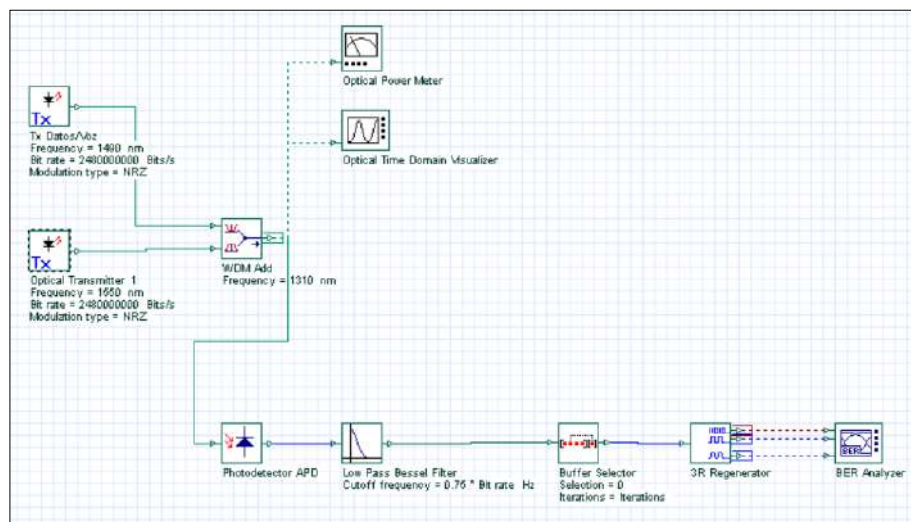 Optical Power Meter
Tx
Tx Datos/Voz
Frequency = 1490 nm
Bit rate = 2480000000 Bits/s
Modulation type = NRZ
Optical Time Domain Visualizer
Tx
Optical Transmitter 1
Frequency = 1550 nm
Bit rate = 2480000000 Bits/s
Modulation type = NRZ
WDM Add
Frequency = 1310 nm
Photodetector APD
Low Pass Bessel Filter
Cutoff frequency = 0.75 * Bit rate Hz
Buffer Selector
Selection = 0
Iterations = Iterations
3R Regenerator
BER
BER Analyzer